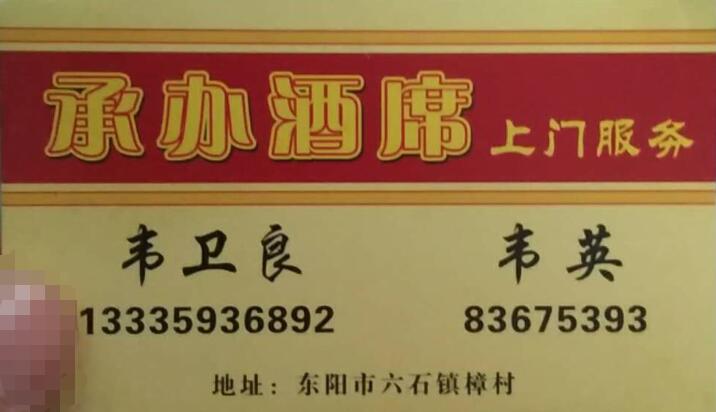 承办酒席 上门服务
韦卫良 韦英
13335936892 83675393
地址：东阳市六石镇樟村